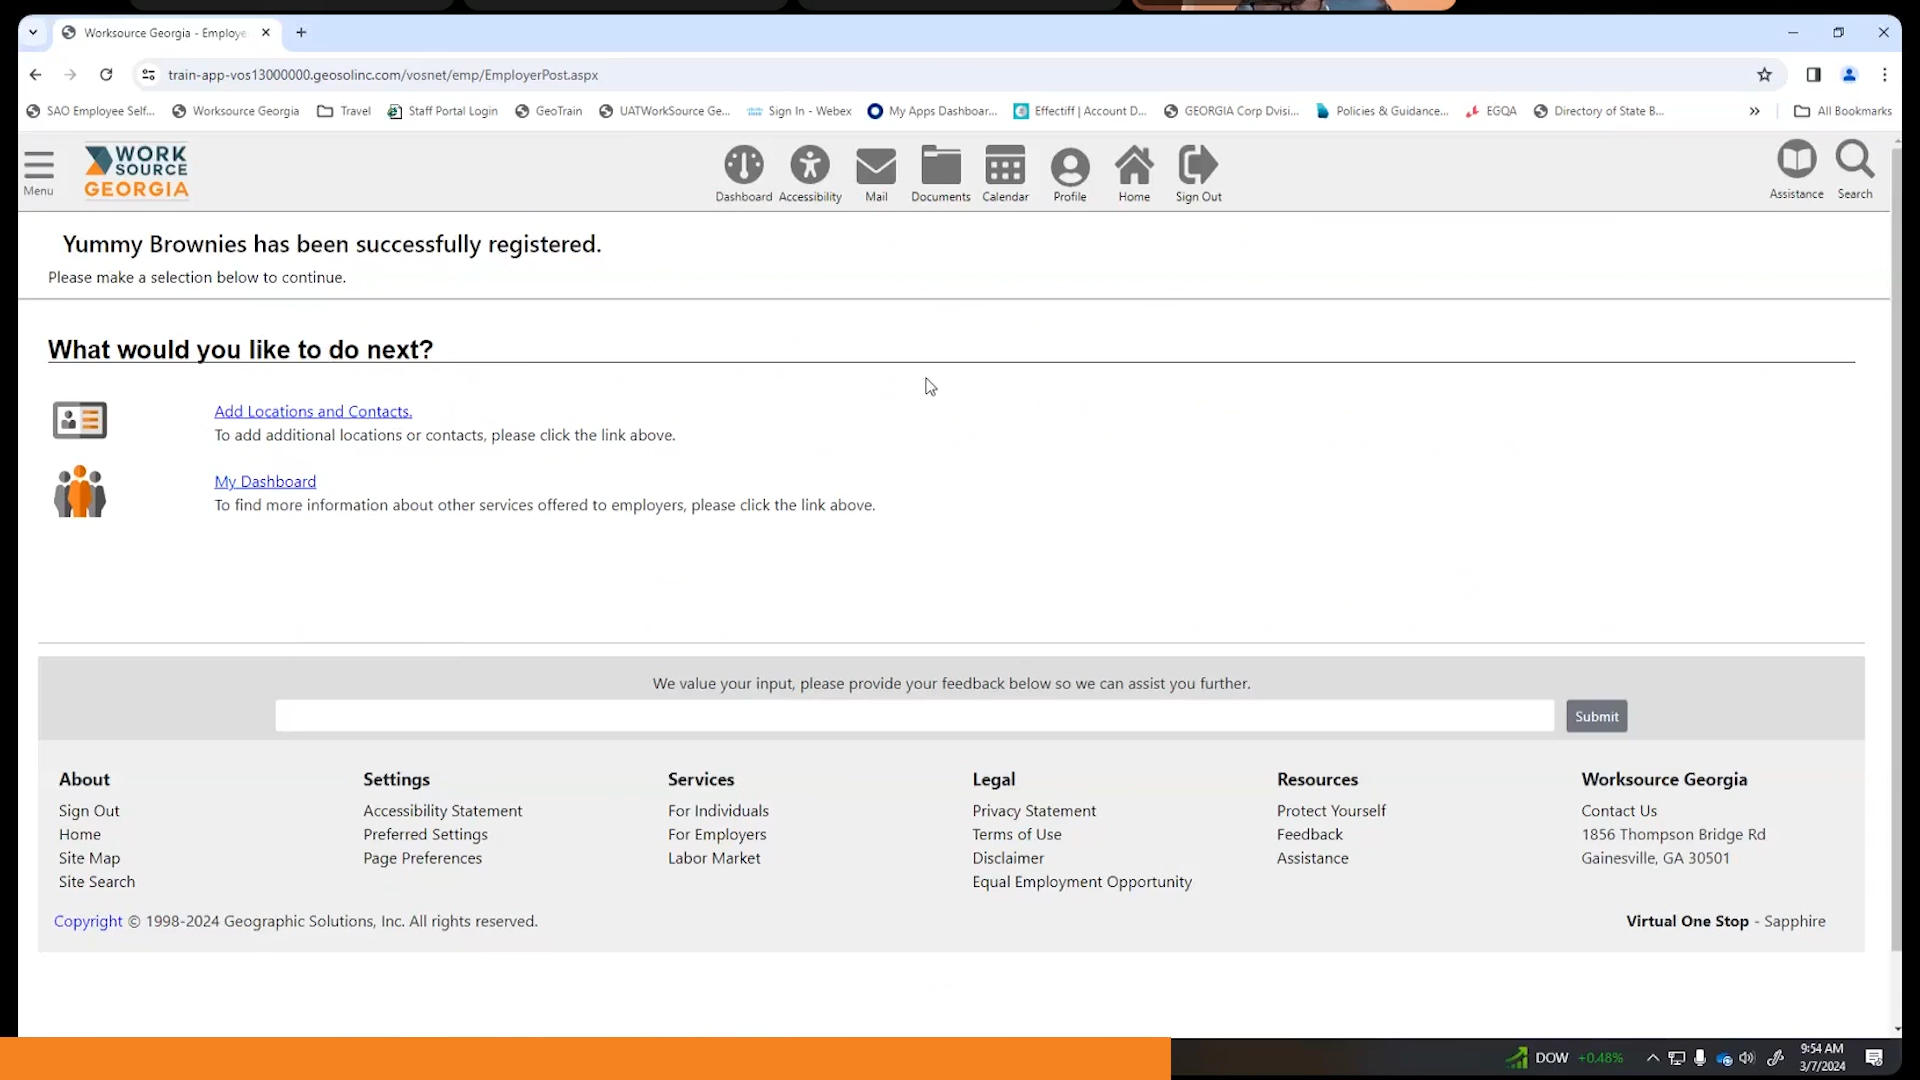 Worksource Georgia - Employe
train-app-vos13000000.geosolinc.com/vosnet/emp/EmployerPost.aspx
SAO Employee Self... Worksource Georgia Travel Staff Portal Login GeoTrain UATWorkSource Ge... Sign In - Webex My Apps Dashboar... Effectiff | Account D... GEORGIA Corp Dvisi... Policies & Guidance... EGQA Directory of State B... » All Bookmarks
Menu
WORK
SOURCE
GEORGIA
Dashboard Accessibility Mail Documents Calendar Profile Home Sign Out Assistance Search
Yummy Brownies has been successfully registered.
Please make a selection below to continue.
What would you like to do next?
Add Locations and Contacts.
To add additional locations or contacts, please click the link above.
My Dashboard
To find more information about other services offered to employers, please click the link above.
We value your input, please provide your feedback below so we can assist you further.
Submit
About
Sign Out
Home
Site Map
Site Search
Settings
Accessibility Statement
Preferred Settings
Page Preferences
Services
For Individuals
For Employers
Labor Market
Legal
Privacy Statement
Terms of Use
Disclaimer
Equal Employment Opportunity
Resources
Protect Yourself
Feedback
Assistance
Worksource Georgia
Contact Us
1856 Thompson Bridge Rd
Gainesville, GA 30501
Copyright © 1998-2024 Geographic Solutions, Inc. All rights reserved.
Virtual One Stop - Sapphire
DOW +0.48%
9:54 AM
3/7/2024